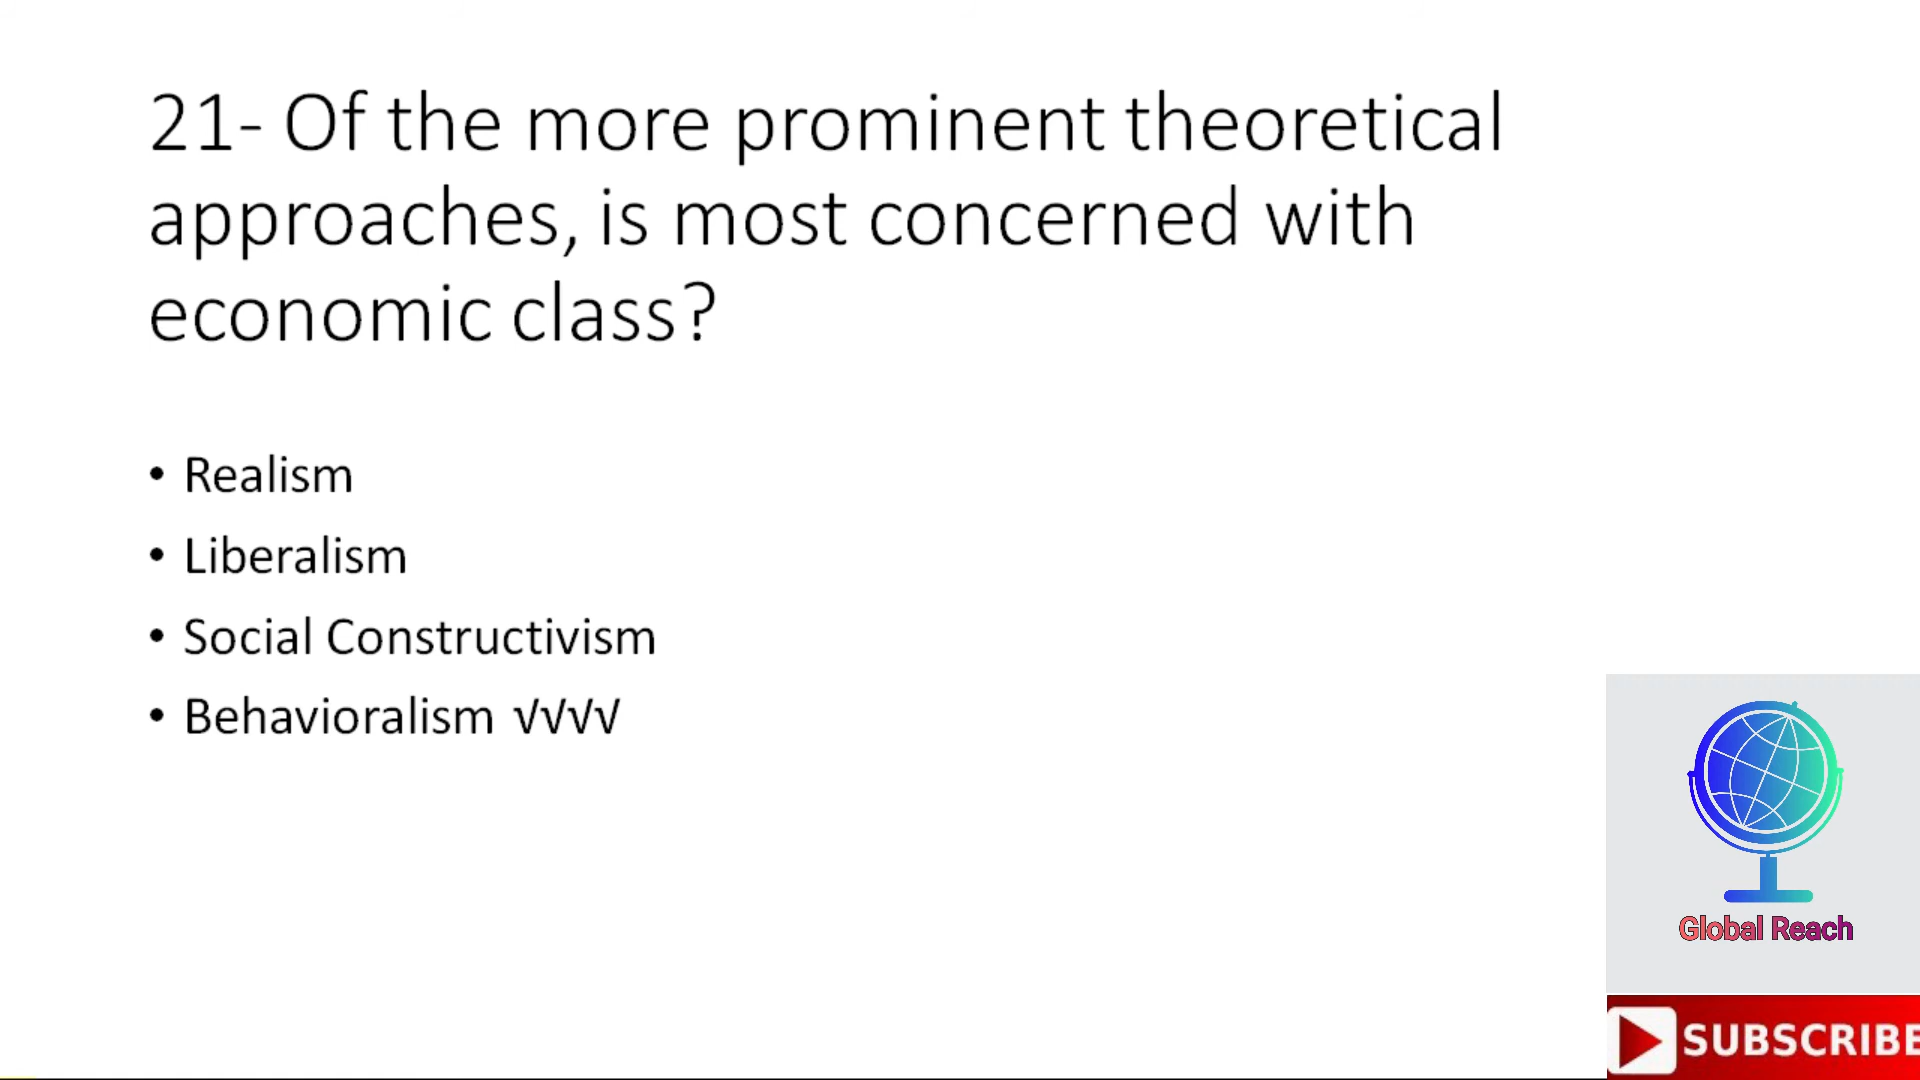 21- Of the more prominent theoretical
approaches, is most concerned with
economic class?
• Realism
• Liberalism
• Social Constructivism
• Behavioralism √√√√
Global Reach
SUBSCRIBE